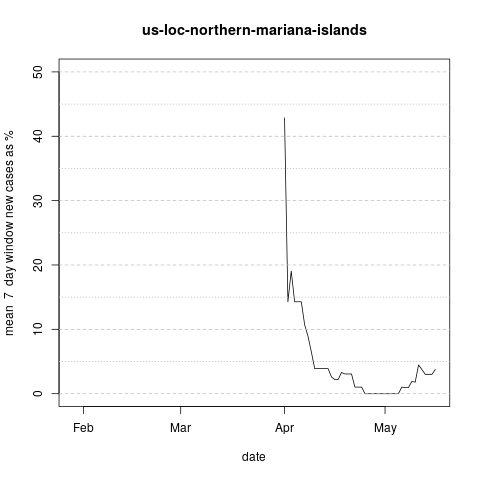 us-loc-northern-mariana-islands
mean 7 day window new cases as %
50
40
30
20
10
0
Feb Mar Apr May
date